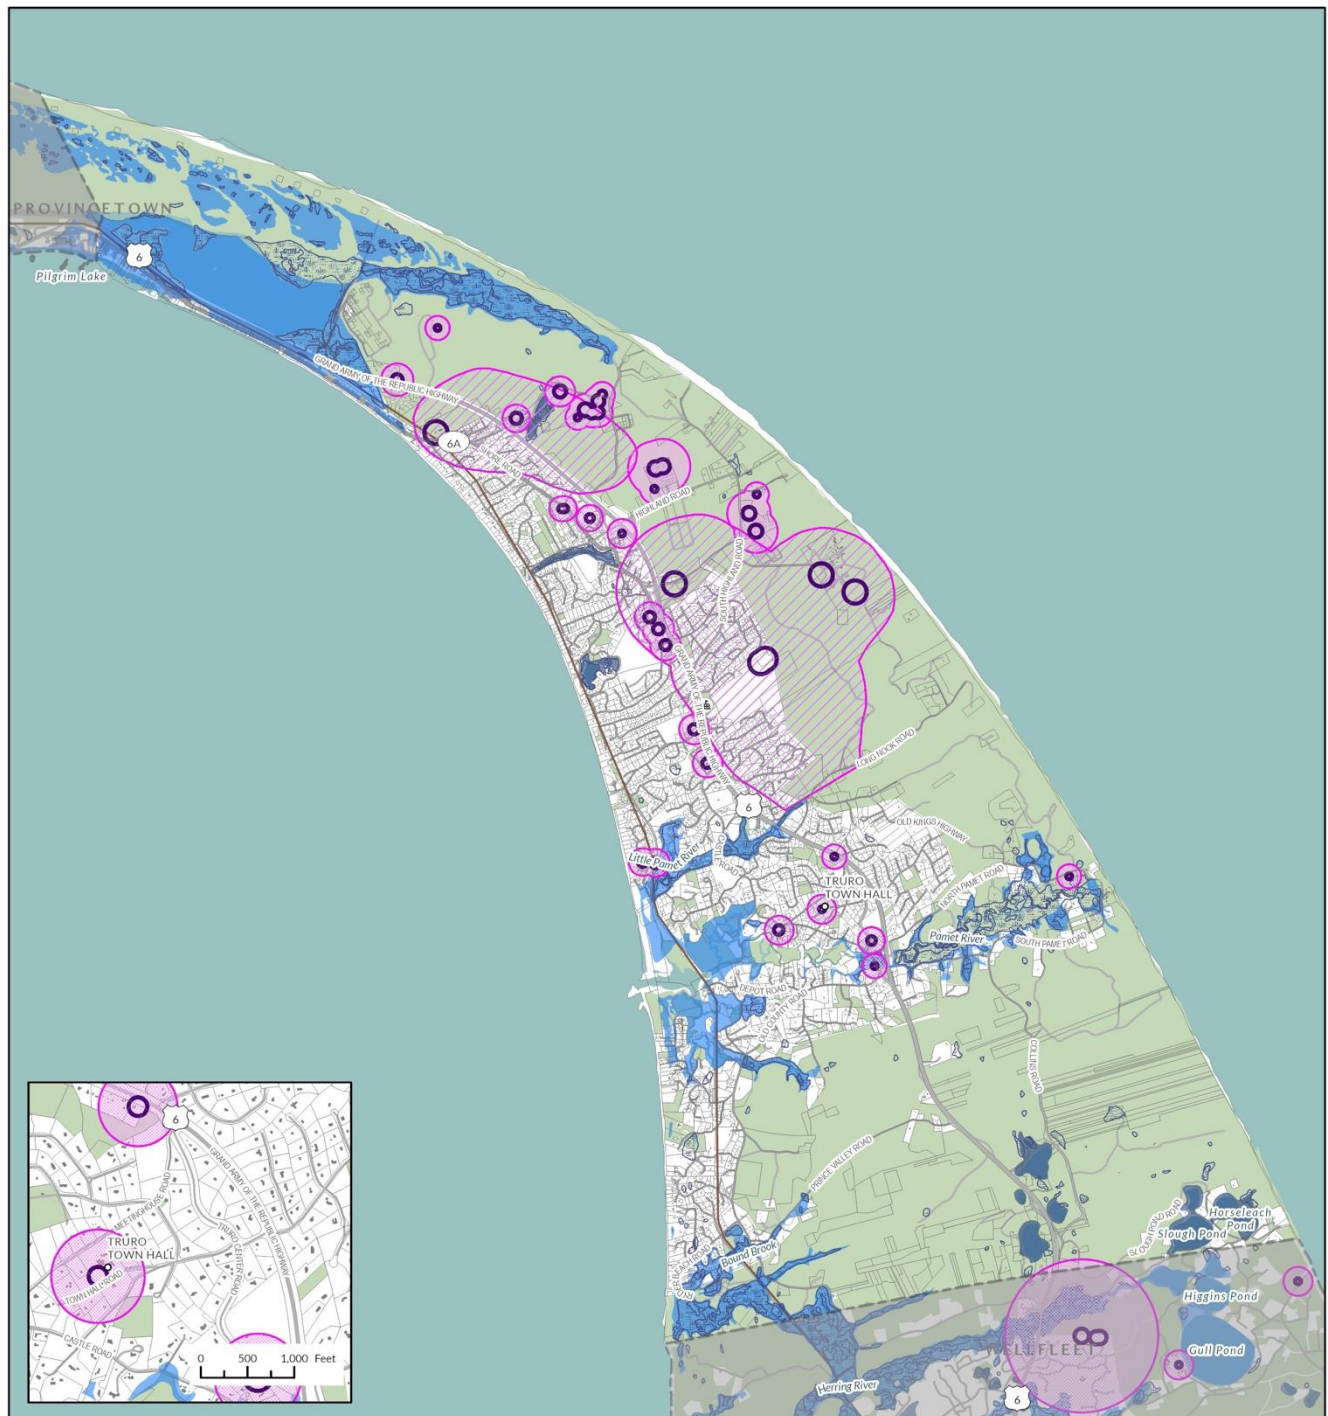 PROVINCETOWN
6
Pilgrim Lake
GRAND ARMY OF THE REPUBLIC HIGHWAY
6A
SHORE ROAD
HIGHLAND ROAD
SOUTH HIGHLAND ROAD
GRAND ARMY OF THE REPUBLIC HIGHWAY
LONG NOOK ROAD
6
OLD KINGS HIGHWAY
Little Pamet River
CASTLE ROAD
TRURO
TOWN HALL
NORTH PAMET ROAD
Pamet River
SOUTH PAMET ROAD
DEPOT ROAD
OLD COUNTY ROAD
COLLINS ROAD
PRINCE VALLEY ROAD
SLOUGH POND ROAD
Horseleach
Pond
Slough Pond
Bound Brook
RYDER BEACH ROAD
Higgins Pond
WELLFLEET
Gull Pond
Herring River
6
6
GRAND ARMY OF THE REPUBLIC HIGHWAY
MEETINGHOUSE ROAD
TRURO CENTER ROAD
TRURO
TOWN HALL
TOWN HALL ROAD
CASTLE ROAD
0 500 1,000 Feet